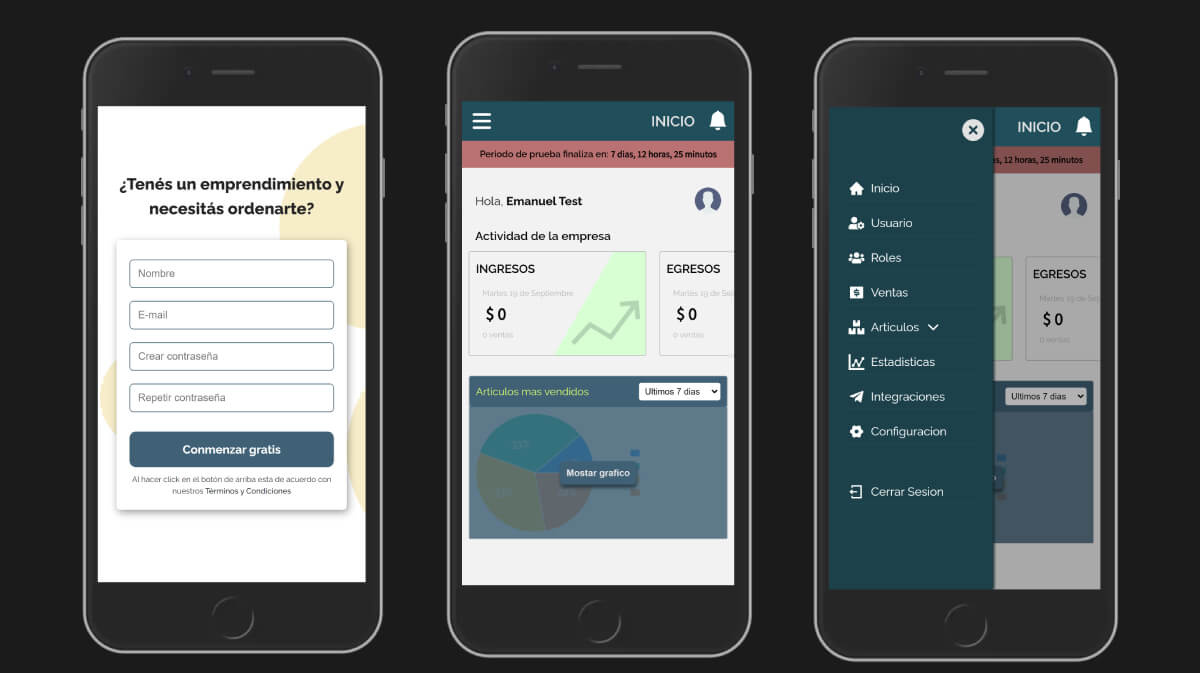 ¿Tenés un emprendimiento y
necesitás ordenarte?
Nombre
E-mail
Crear contraseña
Repetir contraseña
Conmenzar gratis
Al hacer click en el botón de arriba esta de acuerdo con
nuestros Términos y Condiciones
INICIO
Periodo de prueba finaliza en: 7 dias, 12 horas, 25 minutos
Hola, Emanuel Test
Actividad de la empresa
INGRESOS
Martes 19 de Septiembre
$ 0
0 ventas
EGRESOS
Martes 19 de Se
$ 0
0 ventas
Articulos mas vendidos
Ultimos 7 dias
Mostar grafico
INICIO
s, 12 horas, 25 minutos
Inicio
Usuario
Roles
Ventas
Articulos
Estadisticas
Integraciones
Configuracion
Cerrar Sesion
EGRESOS
Martes 19 de Sep
$ 0
0 ventas
Ultimos 7 dias